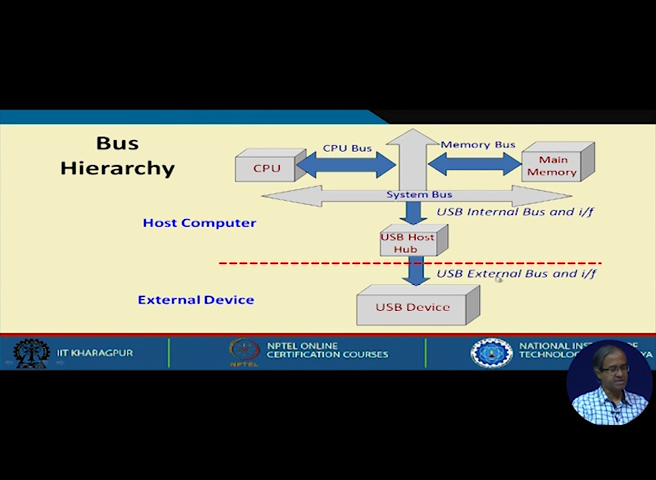 Bus
Hierarchy
CPU Bus
Memory Bus
CPU
Main
Memory
System Bus
USB Internal Bus and i/f
Host Computer
USB Host
Hub
USB External Bus and i/f
External Device
USB Device
IIT KHARAGPUR
NPTEL
NPTEL ONLINE
CERTIFICATION COURSES
NATIONAL
TECHNOLOGY